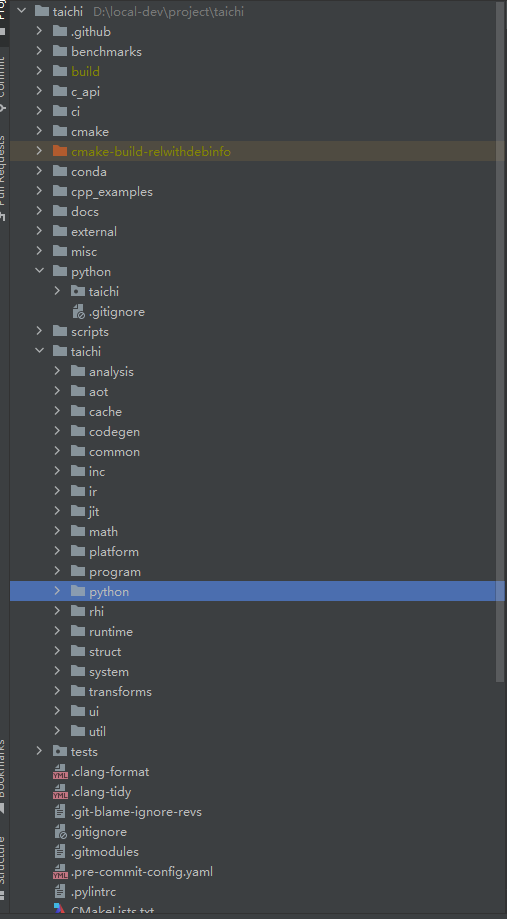 taichi D:\local-dev\project\taichi
.github
benchmarks
build
c_api
ci
cmake
cmake-build-relwithdebinfo
conda
cpp_examples
docs
external
misc
python
taichi
.gitignore
scripts
taichi
analysis
aot
cache
codegen
common
inc
ir
jit
math
platform
program
python
rhi
runtime
struct
system
transforms
ui
util
tests
.clang-format
.clang-tidy
.git-blame-ignore-revs
.gitignore
.gitmodules
.pre-commit-config.yaml
.pylintrc
CMakeLists.txt
Commit
Pull Requests
Bookmarks
Structure